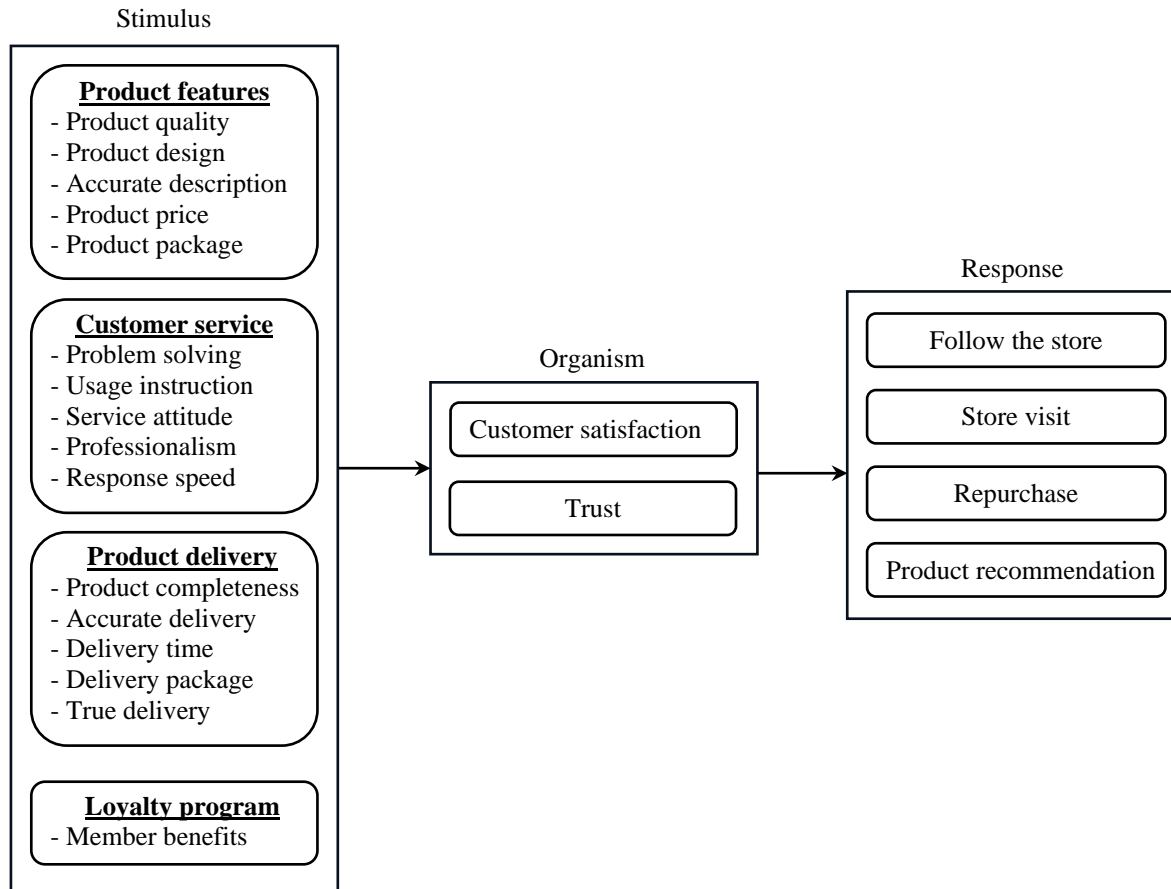 Stimulus
Product features
- Product quality
- Product design
- Accurate description
- Product price
- Product package
Customer service
- Problem solving
- Usage instruction
- Service attitude
- Professionalism
- Response speed
Product delivery
- Product completeness
- Accurate delivery
- Delivery time
- Delivery package
- True delivery
Loyalty program
- Member benefits
Organism
Customer satisfaction
Trust
Response
Follow the store
Store visit
Repurchase
Product recommendation